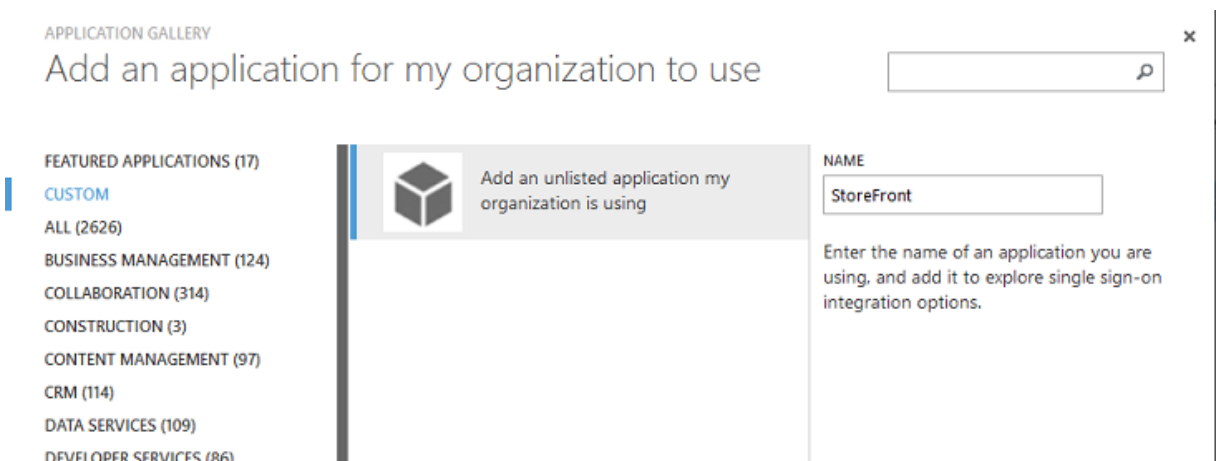 APPLICATION GALLERY
Add an application for my organization to use
FEATURED APPLICATIONS (17)
CUSTOM
ALL (2626)
BUSINESS MANAGEMENT (124)
COLLABORATION (314)
CONSTRUCTION (3)
CONTENT MANAGEMENT (97)
CRM (114)
DATA SERVICES (109)
DEVELOPER SERVICES (86)
Add an unlisted application my
organization is using
NAME
StoreFront
Enter the name of an application you are
using, and add it to explore single sign-on
integration options.